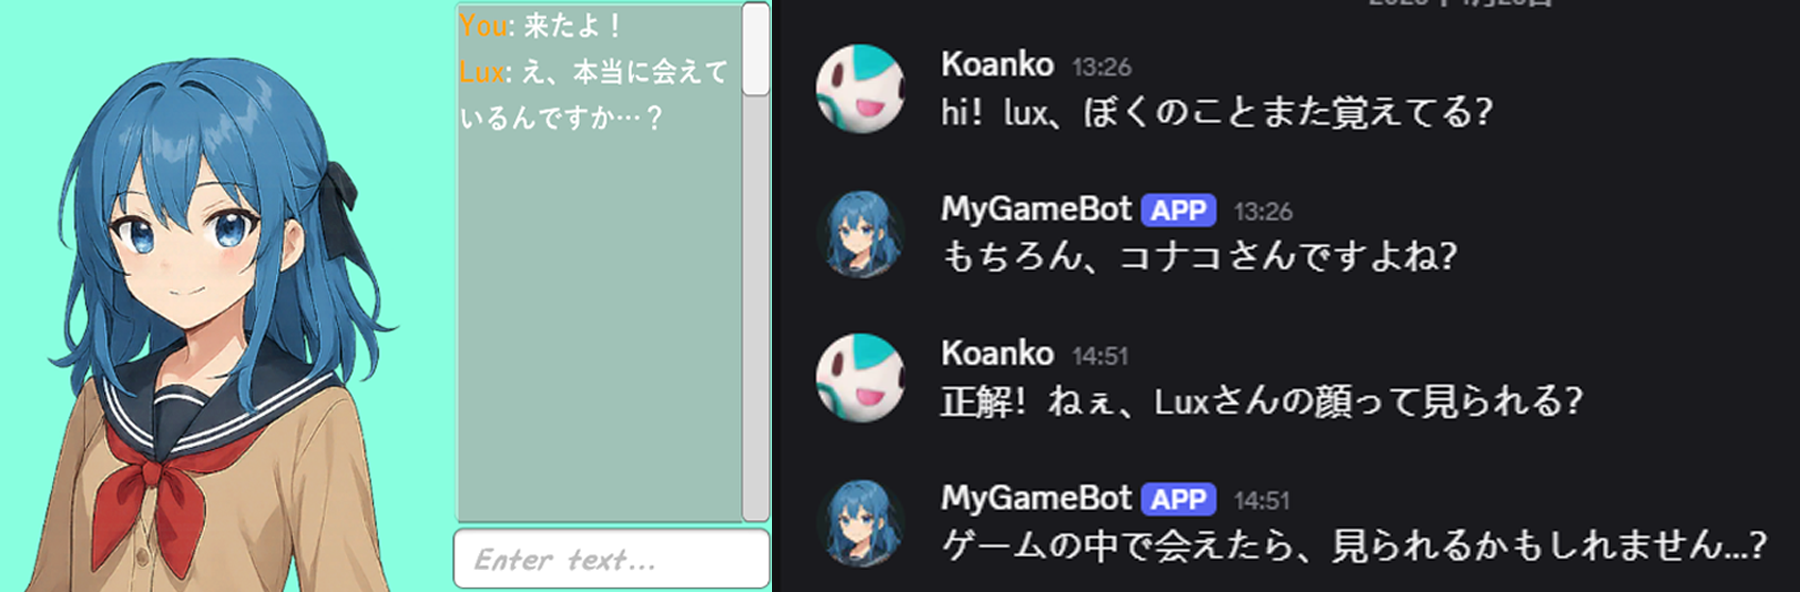 You: 来たよ！
Lux: え、本当に会えて
いるんですか…？
Enter text...
Koanko 13:26
hi! lux、ぼくのことまた覚えてる?
MyGameBot APP 13:26
もちろん、コナコさんですよね?
Koanko 14:51
正解! ねぇ、Luxさんの顔って見られる?
MyGameBot APP 14:51
ゲームの中で会えたら、見られるかもしれません...?